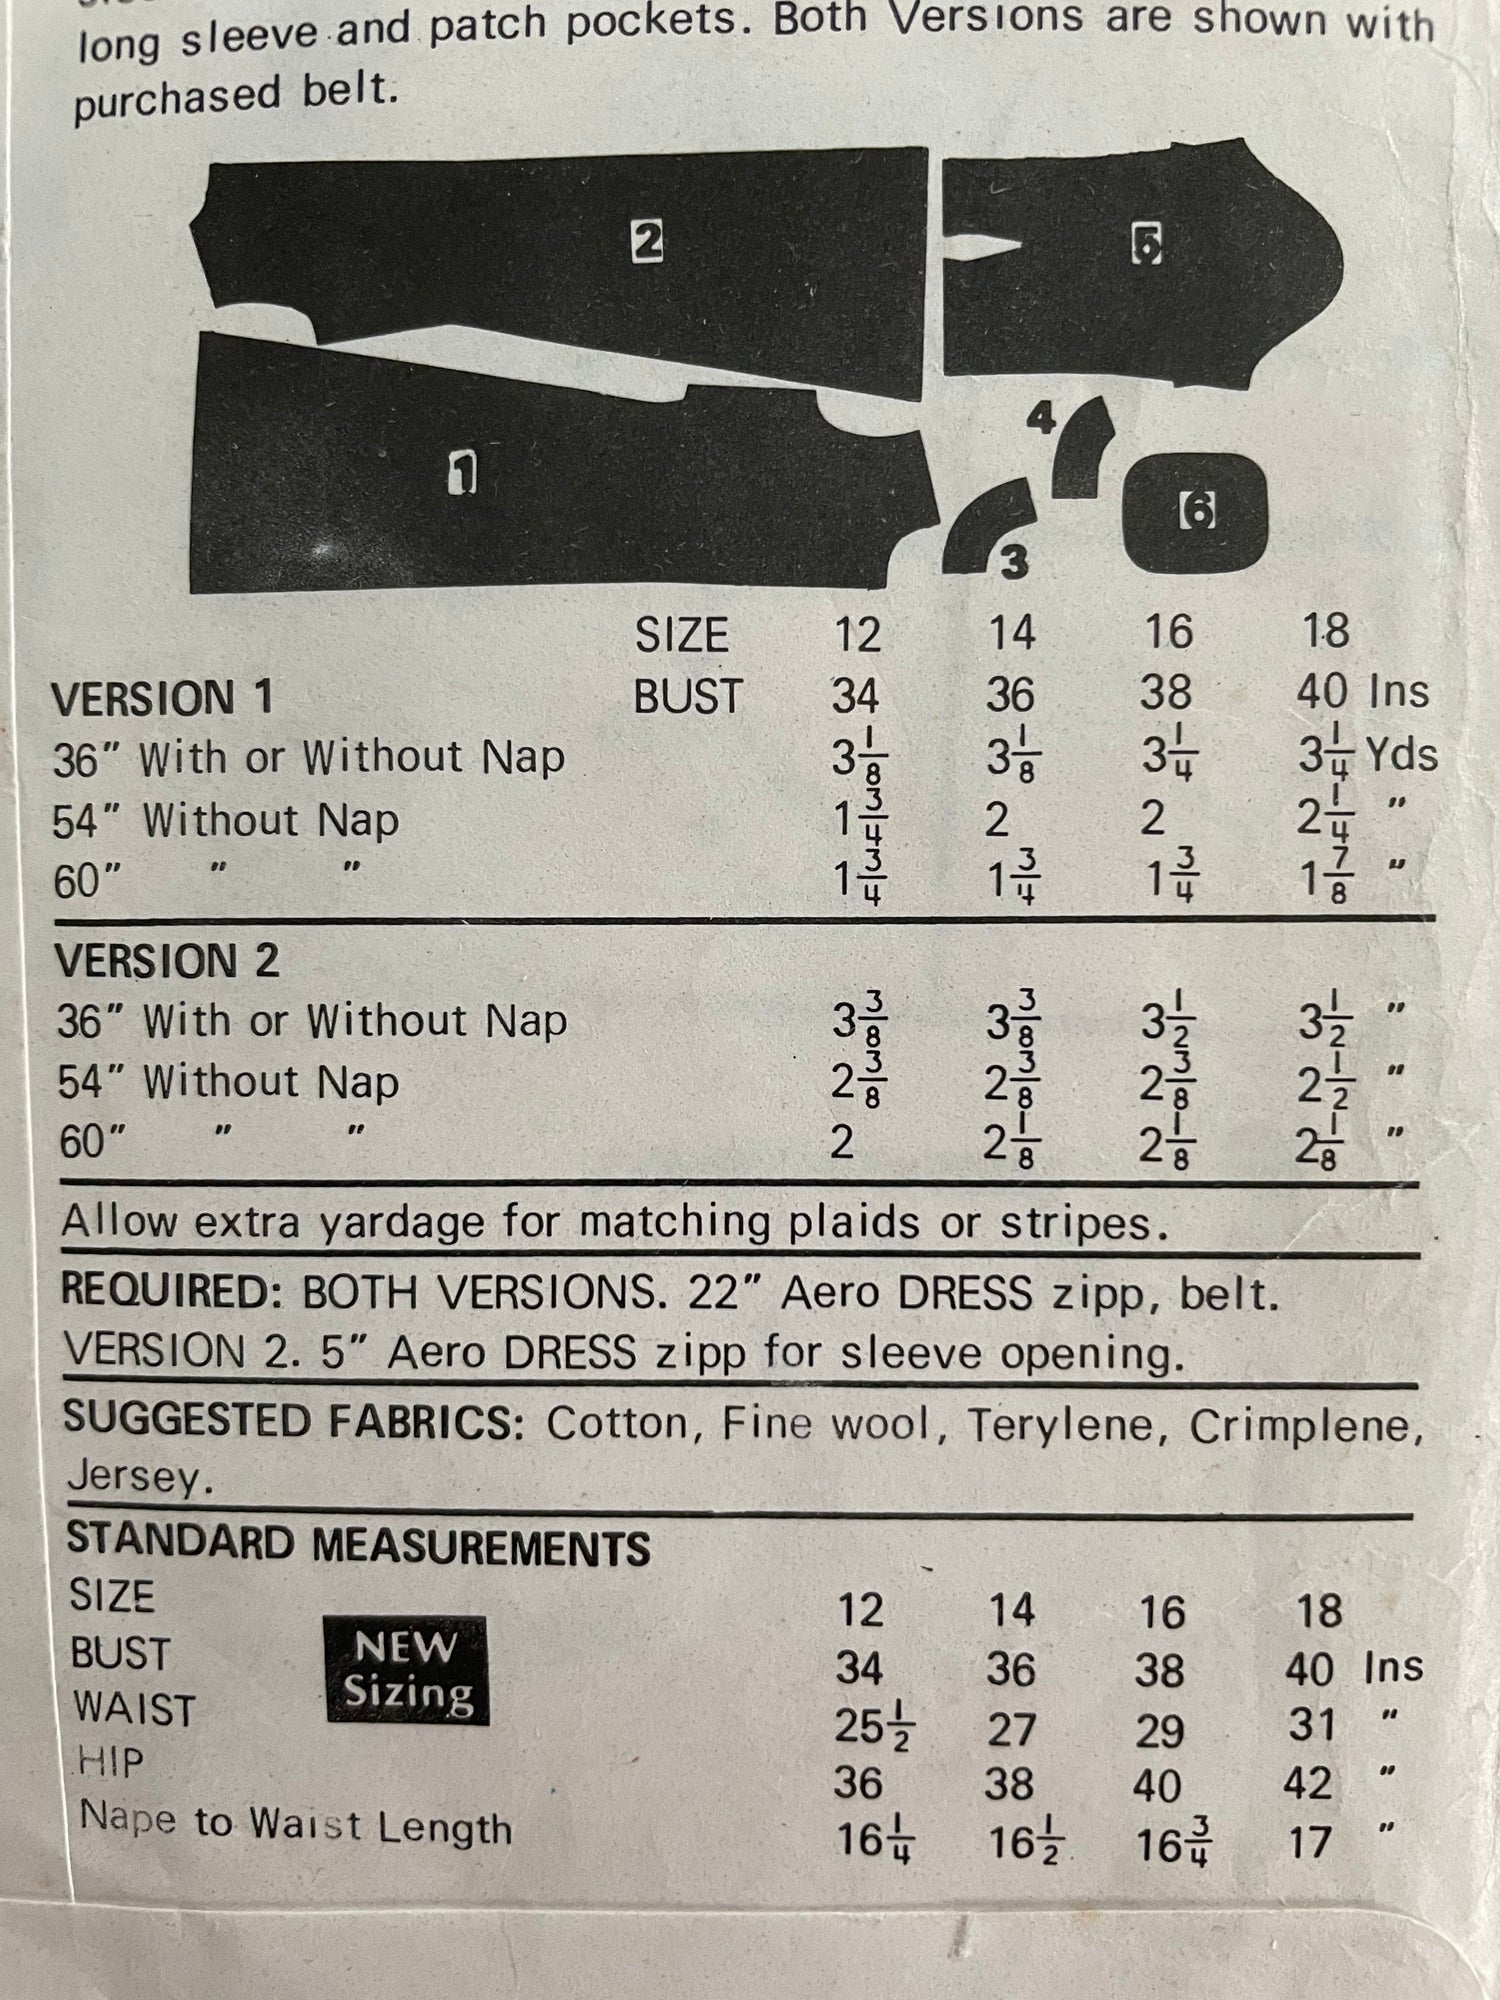 long sleeve and patch pockets. Both Versions are shown with
purchased belt.
2
5
4
1
6
3
SIZE 12 14 16 18
VERSION 1 BUST 34 36 38 40 Ins
36" With or Without Nap 3 1/8 3 1/8 3 1/4 3 1/4 Yds
54" Without Nap 1 3/4 2 2 2 1/4 "
60" " " 1 3/4 1 3/4 1 3/4 1 7/8 "
VERSION 2
36" With or Without Nap 3 3/8 3 3/8 3 1/2 3 1/2 "
54" Without Nap 2 3/8 2 3/8 2 3/8 2 1/2 "
60" " " 2 2 1/8 2 1/8 2 1/8 "
Allow extra yardage for matching plaids or stripes.
REQUIRED: BOTH VERSIONS. 22" Aero DRESS zipp, belt.
VERSION 2. 5" Aero DRESS zipp for sleeve opening.
SUGGESTED FABRICS: Cotton, Fine wool, Terylene, Crimplene,
Jersey.
STANDARD MEASUREMENTS
SIZE 12 14 16 18
BUST 34 36 38 40 Ins
NEW
Sizing
WAIST 25 1/2 27 29 31 "
HIP 36 38 40 42 "
Nape to Waist Length 16 1/4 16 1/2 16 3/4 17 "